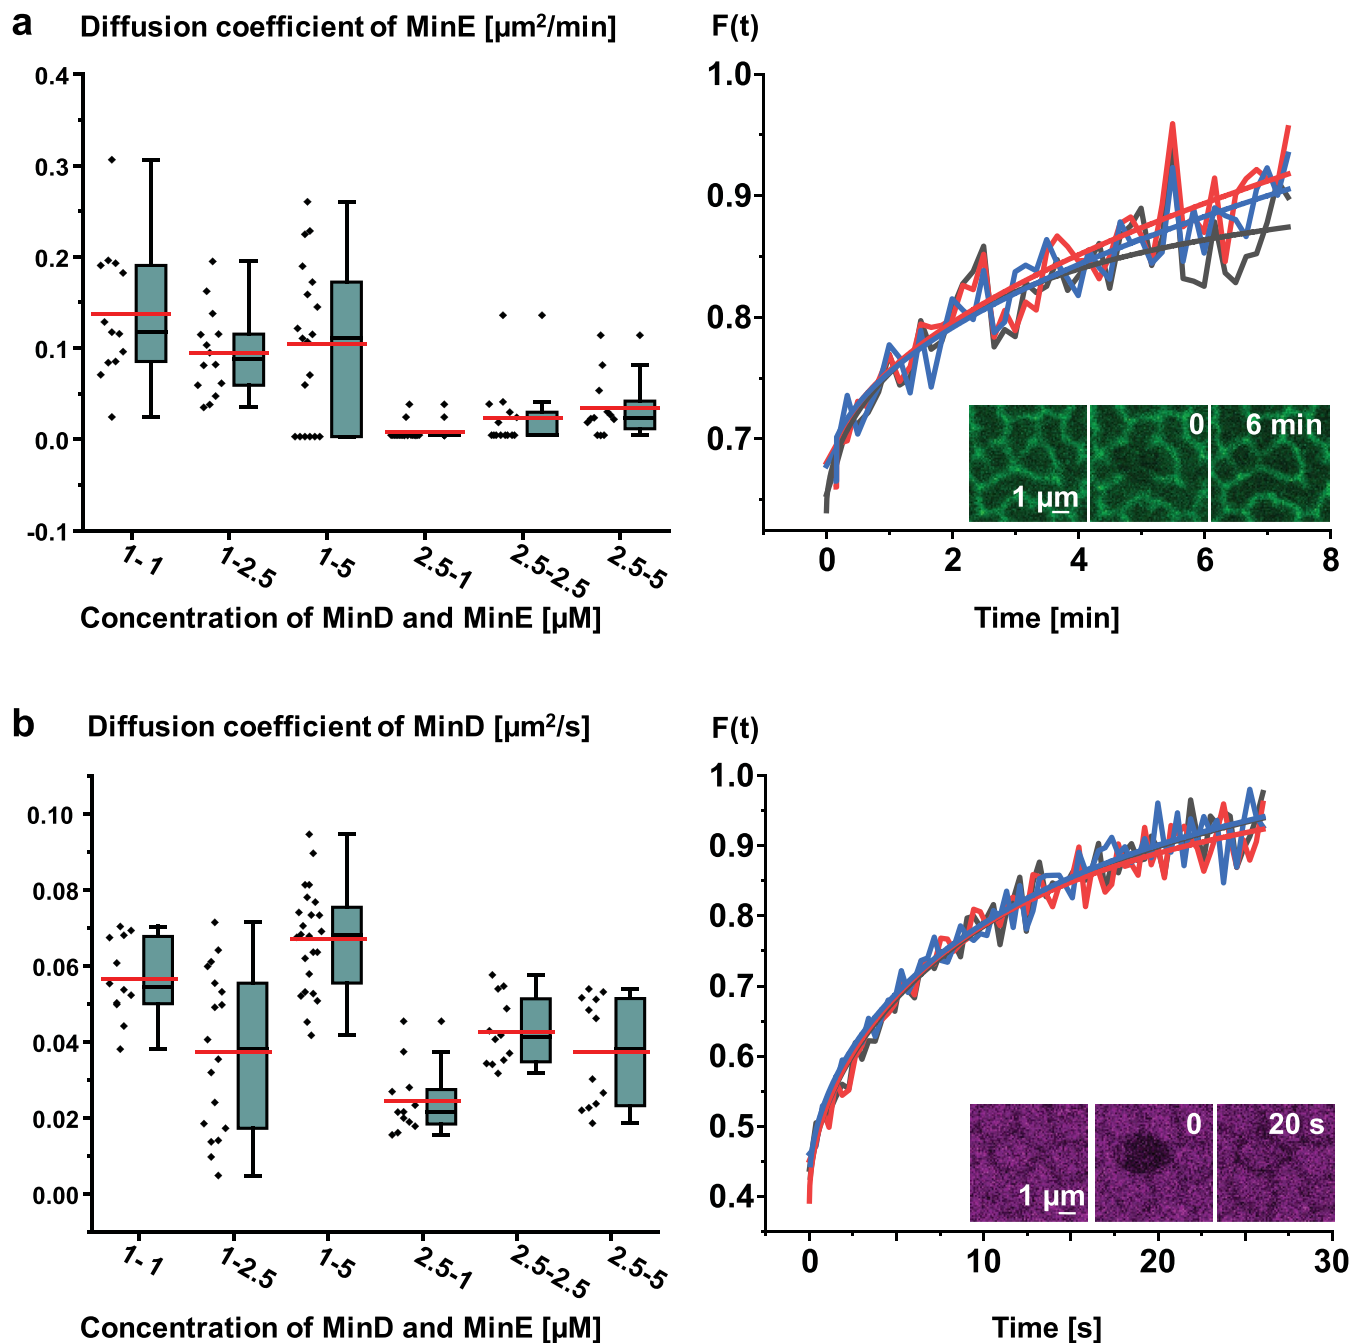 a Diffusion coefficient of MinE [µm²/min]
0.4
0.3
0.2
0.1
0.0
-0.1
1-1
1-2.5
1-5
2.5-1
2.5-2.5
2.5-5
Concentration of MinD and MinE [µM]
F(t)
1.0
0.9
0.8
0.7
0 6 min
1 µm
0 2 4 6 8
Time [min]
b Diffusion coefficient of MinD [µm²/s]
0.10
0.08
0.06
0.04
0.02
0.00
1-1
1-2.5
1-5
2.5-1
2.5-2.5
2.5-5
Concentration of MinD and MinE [µM]
F(t)
1.0
0.9
0.8
0.7
0.6
0.5
0.4
0 20 s
1 µm
0 10 20 30
Time [s]